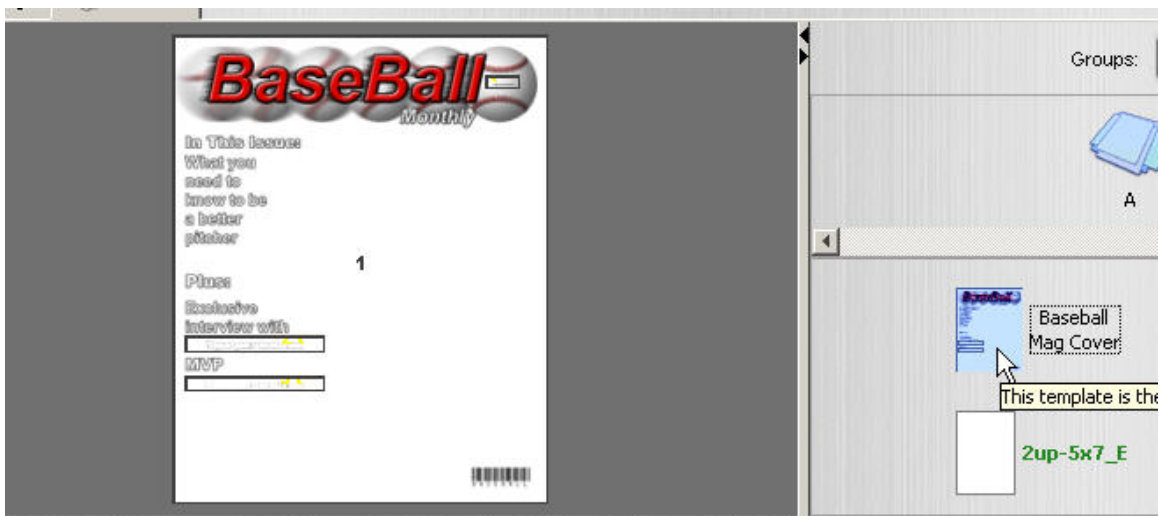 BaseBall
Monthly
In This Issue:
What you
need to
know to be
a better
pitcher
1
Plus:
Exclusive
interview with
MVP
Groups:
A
Baseball
Mag Cover
This template is the
2up-5x7_E